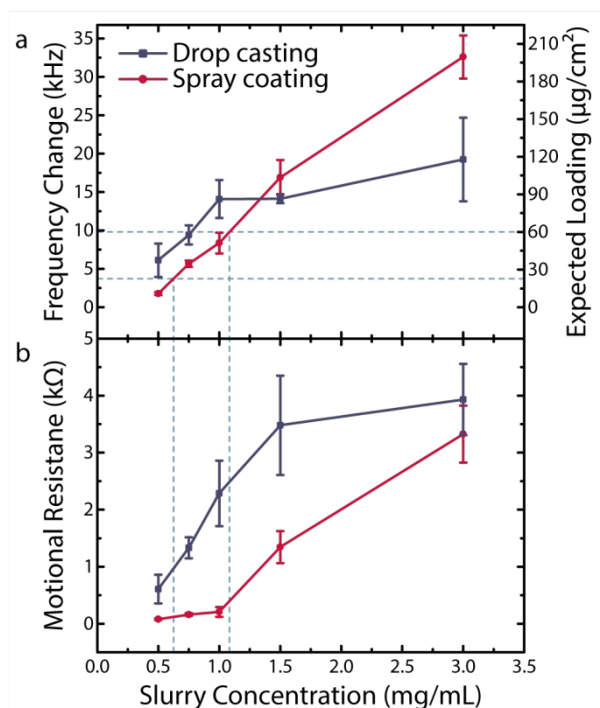 a
Drop casting
Spray coating
Frequency Change (kHz)
35
30
25
20
15
10
5
0
Expected Loading (µg/cm²)
210
180
150
120
90
60
30
0
b
Motional Resistane (kΩ)
5
4
3
2
1
0
0.0 0.5 1.0 1.5 2.0 2.5 3.0 3.5
Slurry Concentration (mg/mL)